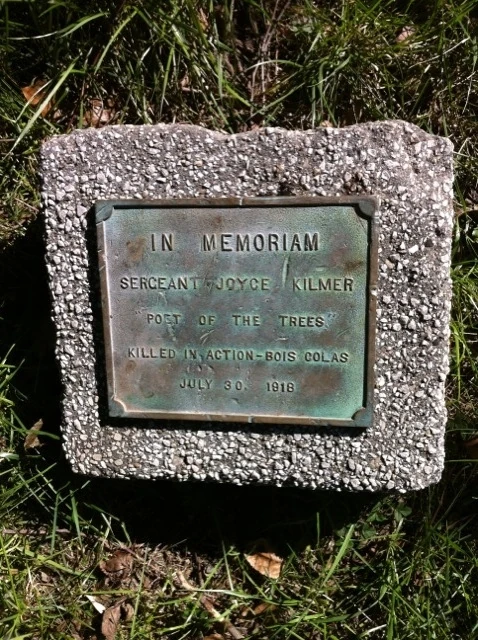 IN MEMORIAM
SERGEANT JOYCE KILMER
"POET OF THE TREES"
KILLED IN ACTION-BOIS COLAS
JULY 30, 1918